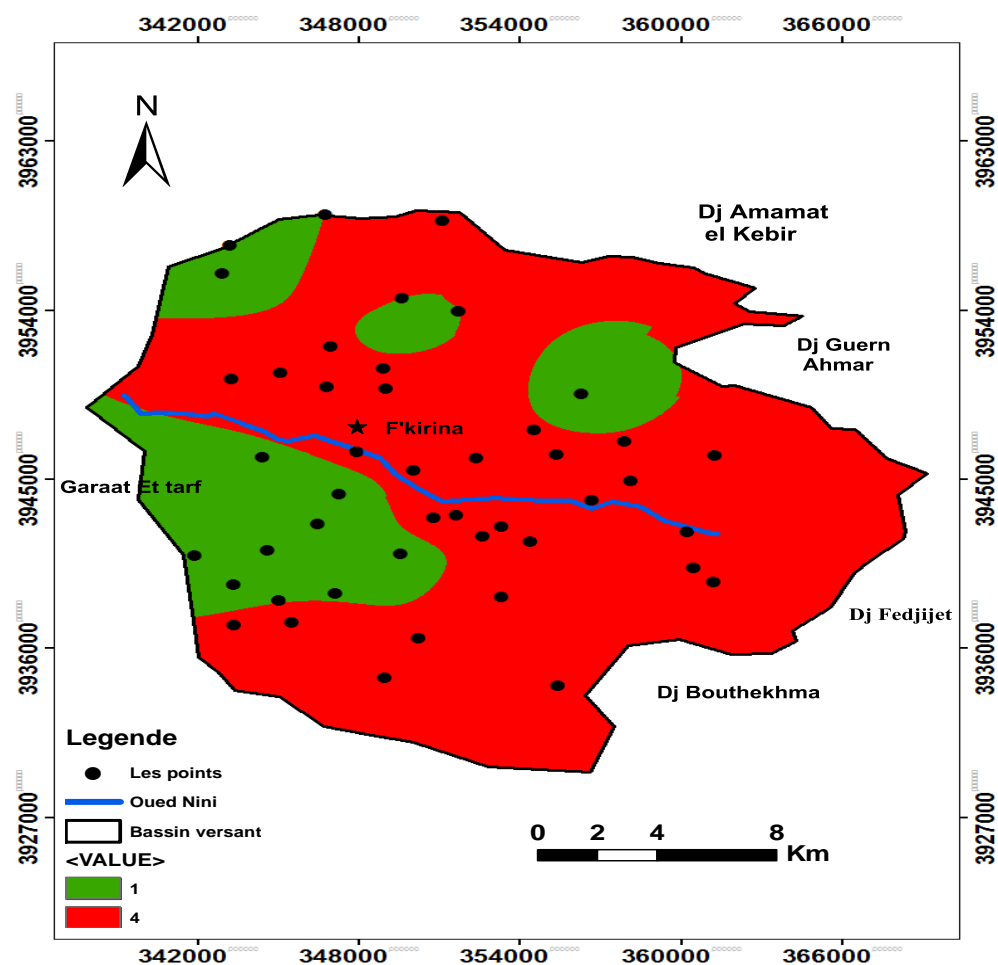 342000 348000 354000 360000 366000
N
3963000
3963000
Dj Amamat
el Kebir
3954000
3954000
Dj Guern
Ahmar
F'kirina
3945000
3945000
Garaat Et tarf
Dj Fedjijet
3936000
3936000
Dj Bouthekhma
Legende
Les points
Oued Nini
Bassin versant
<VALUE>
1
4
0 2 4 8
Km
3927000
3927000
342000 348000 354000 360000 366000